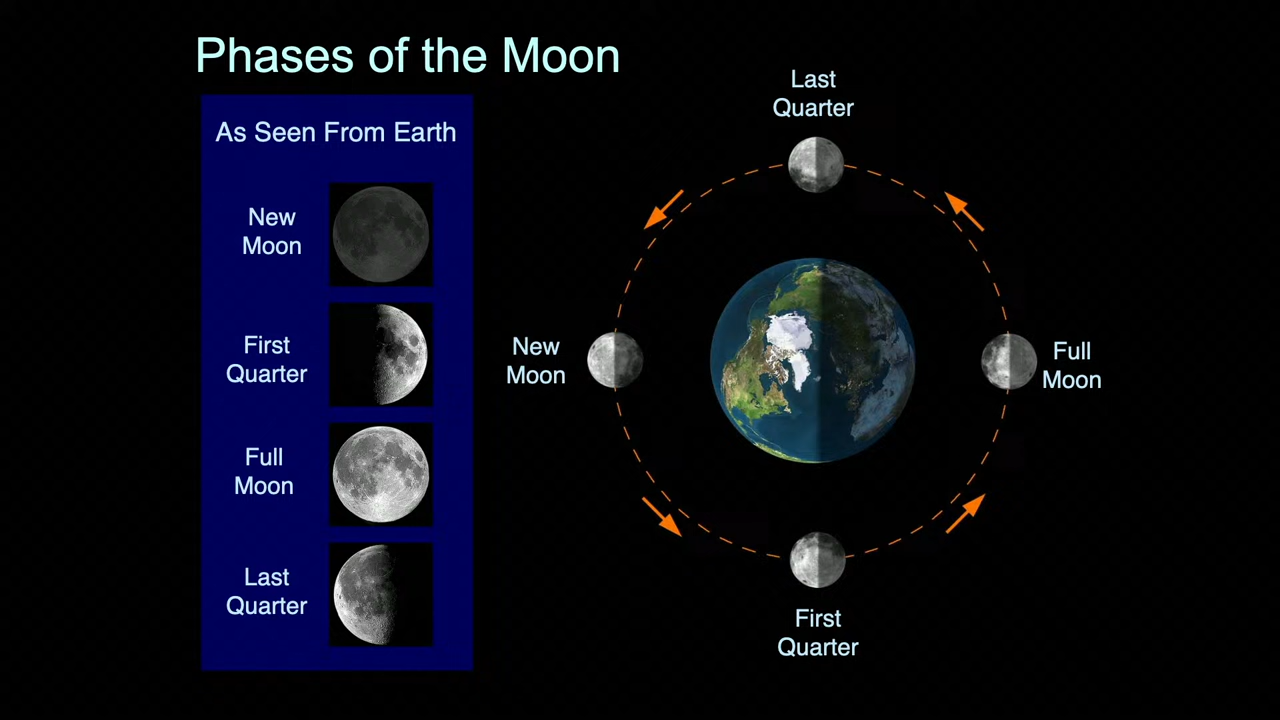 Phases of the Moon
As Seen From Earth
New
Moon
First
Quarter
Full
Moon
Last
Quarter
Last
Quarter
New
Moon
Full
Moon
First
Quarter